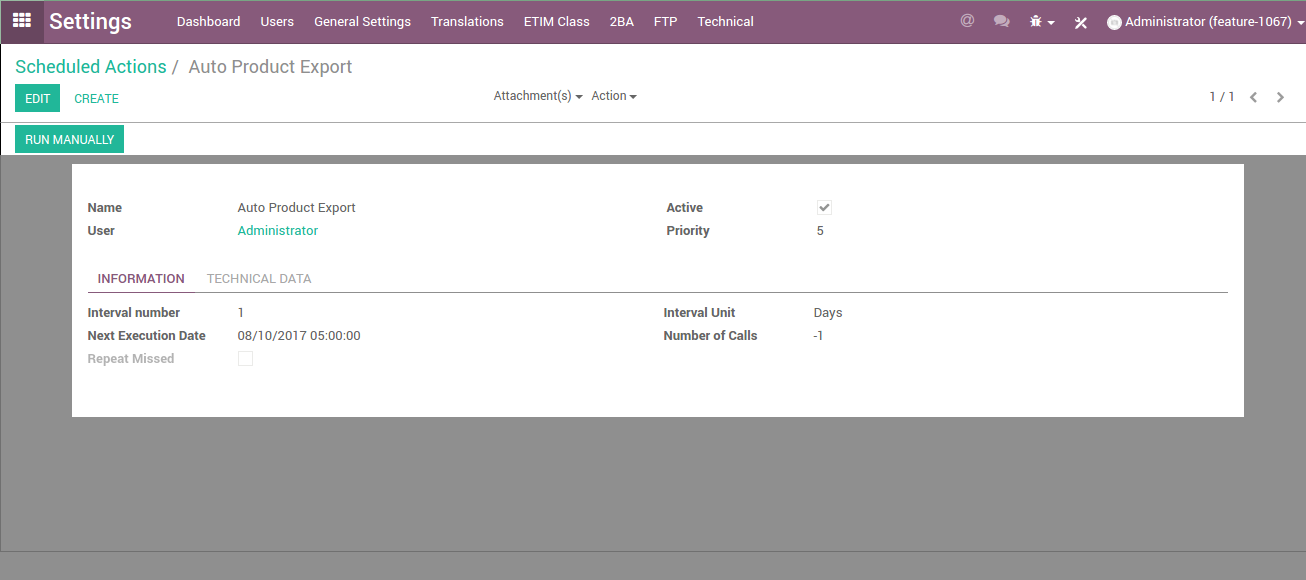 Settings Dashboard Users General Settings Translations ETIM Class 2BA FTP Technical @ Administrator (feature-1067)
Scheduled Actions / Auto Product Export
EDIT CREATE Attachment(s) Action 1 / 1
RUN MANUALLY
Name Auto Product Export Active
User Administrator Priority 5
INFORMATION TECHNICAL DATA
Interval number 1 Interval Unit Days
Next Execution Date 08/10/2017 05:00:00 Number of Calls -1
Repeat Missed